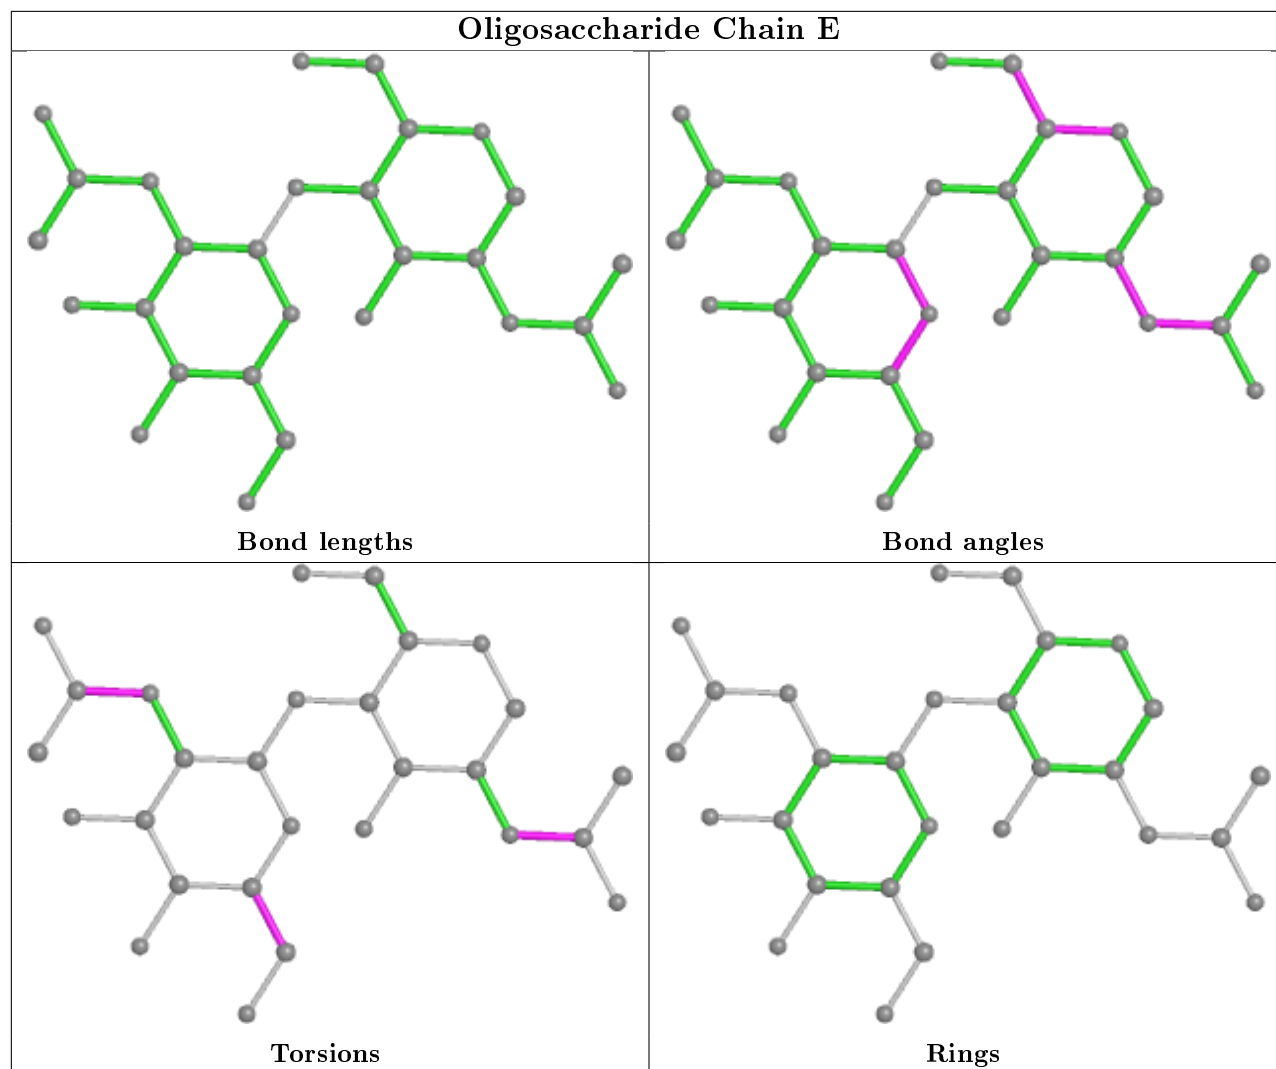 Oligosaccharide Chain E
Bond lengths
Bond angles
Torsions
Rings